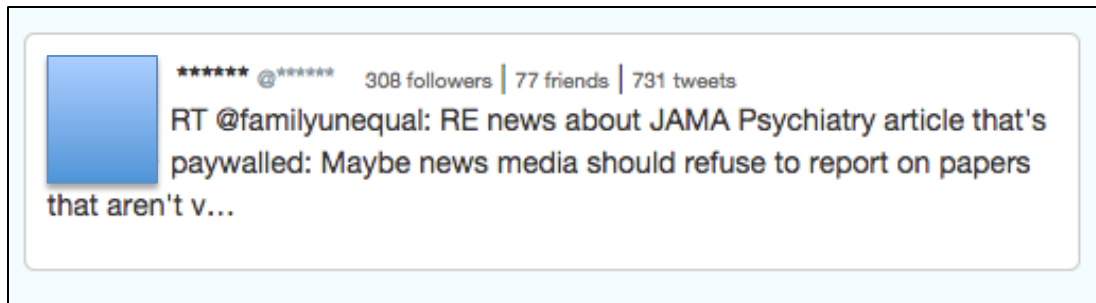 ****** @****** 308 followers | 77 friends | 731 tweets
RT @familyunequal: RE news about JAMA Psychiatry article that's
paywalled: Maybe news media should refuse to report on papers
that aren't v…